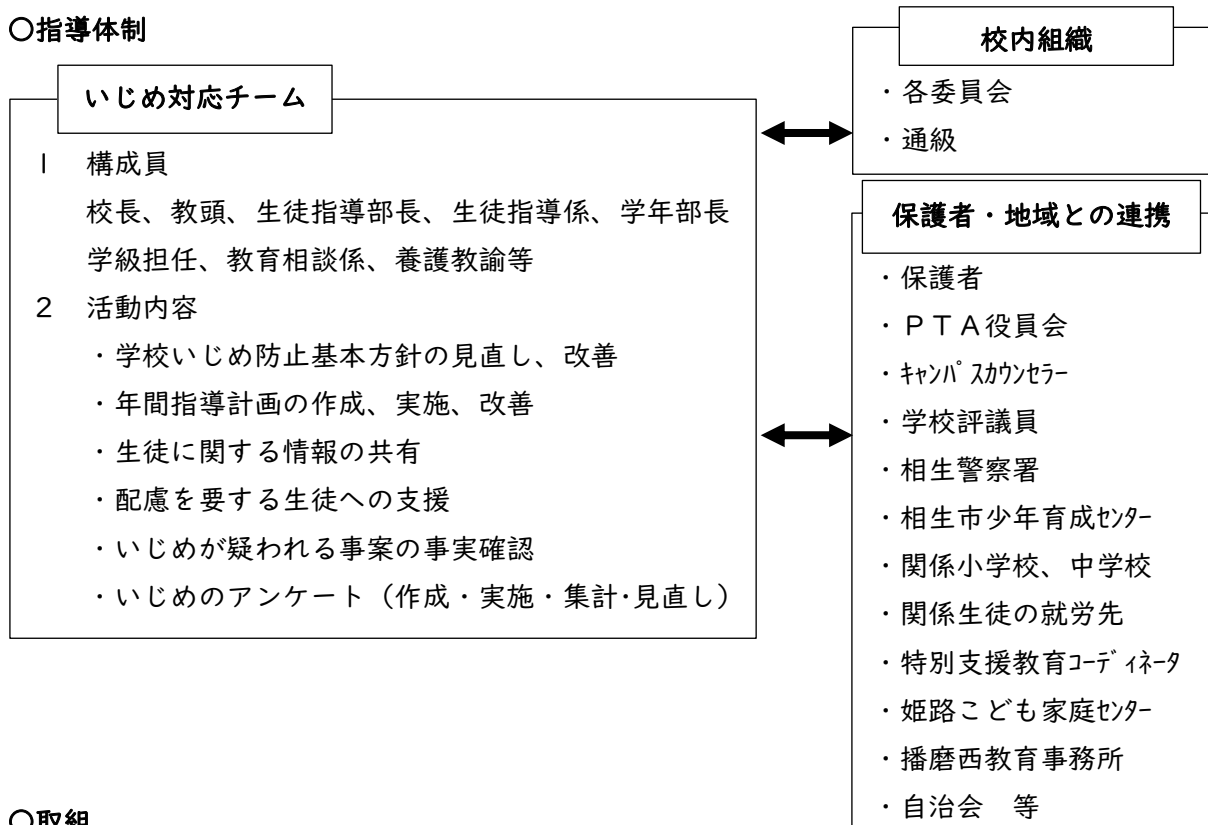 ○指導体制
いじめ対応チーム
1 構成員
校長、教頭、生徒指導部長、生徒指導係、学年部長
学級担任、教育相談係、養護教諭等
2 活動内容
・学校いじめ防止基本方針の見直し、改善
・年間指導計画の作成、実施、改善
・生徒に関する情報の共有
・配慮を要する生徒への支援
・いじめが疑われる事案の事実確認
・いじめのアンケート（作成・実施・集計・見直し）
校内組織
・各委員会
・通級
保護者・地域との連携
・保護者
・ＰＴＡ役員会
・ｷｬﾝﾊﾟｽｶｳﾝｾﾗｰ
・学校評議員
・相生警察署
・相生市少年育成ｾﾝﾀｰ
・関係小学校、中学校
・関係生徒の就労先
・特別支援教育ｺｰﾃﾞｨﾈｰﾀ
・姫路こども家庭ｾﾝﾀｰ
・播磨西教育事務所
・自治会　等
○取組